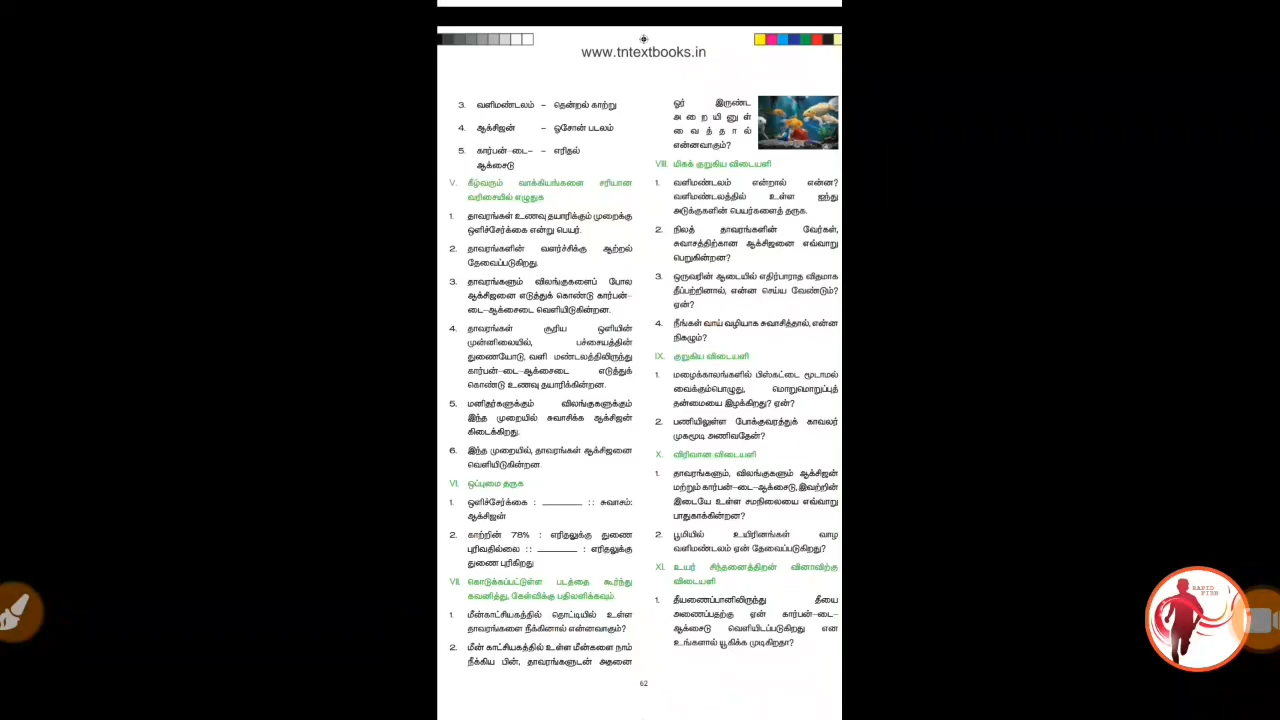 www.tntextbooks.in
3. வளிமண்டலம் – தென்றல் காற்று
4. ஆக்சிஜன் – ஓசோன் படலம்
5. கார்பன்–டை– – எரிதல்
ஆக்சைடு
V. கீழ்வரும் வாக்கியங்களை சரியான
வரிசையில் எழுதுக
1. தாவரங்கள் உணவு தயாரிக்கும் முறைக்கு
ஒளிச்சேர்க்கை என்று பெயர்.
2. தாவரங்களின் வளர்ச்சிக்கு ஆற்றல்
தேவைப்படுகிறது.
3. தாவரங்களும் விலங்குகளைப் போல
ஆக்சிஜனை எடுத்துக் கொண்டு கார்பன்–
டை–ஆக்சைடை வெளியிடுகின்றன.
4. தாவரங்கள் சூரிய ஒளியின்
முன்னிலையில், பச்சையத்தின்
துணையோடு, வளி மண்டலத்திலிருந்து
கார்பன்–டை–ஆக்சைடை எடுத்துக்
கொண்டு உணவு தயாரிக்கின்றன.
5. மனிதர்களுக்கும் விலங்குகளுக்கும்
இந்த முறையில் சுவாசிக்க ஆக்சிஜன்
கிடைக்கிறது.
6. இந்த முறையில், தாவரங்கள் ஆக்சிஜனை
வெளியிடுகின்றன.
VI. ஒப்புமை தருக
1. ஒளிச்சேர்க்கை : ________ :: சுவாசம்:
ஆக்சிஜன்
2. காற்றின் 78% : எரிதலுக்கு துணை
புரிவதில்லை :: ________ : எரிதலுக்கு
துணை புரிகிறது
VII. கொடுக்கப்பட்டுள்ள படத்தை கூர்ந்து
கவனித்து, கேள்விக்கு பதிலளிக்கவும்.
1. மீன்காட்சியகத்தில் தொட்டியில் உள்ள
தாவரங்களை நீக்கினால் என்னவாகும்?
2. மீன் காட்சியகத்தில் உள்ள மீன்களை நாம்
நீக்கிய பின், தாவரங்களுடன் அதனை
ஓர் இருண்ட
அறையினுள்
வைத்தால்
என்னவாகும்?
VIII. மிகக் குறுகிய விடையளி
1. வளிமண்டலம் என்றால் என்ன?
வளிமண்டலத்தில் உள்ள ஐந்து
அடுக்குகளின் பெயர்களைத் தருக.
2. நிலத் தாவரங்களின் வேர்கள்,
சுவாசத்திற்கான ஆக்சிஜனை எவ்வாறு
பெறுகின்றன?
3. ஒருவரின் ஆடையில் எதிர்பாராத விதமாக
தீப்பற்றினால், என்ன செய்ய வேண்டும்?
ஏன்?
4. நீங்கள் வாய் வழியாக சுவாசித்தால், என்ன
நிகழும்?
IX. குறுகிய விடையளி
1. மழைக்காலங்களில் பிஸ்கட்டை மூடாமல்
வைக்கும்பொழுது, மொறுமொறுப்புத்
தன்மையை இழக்கிறது? ஏன்?
2. பணியிலுள்ள போக்குவரத்துக் காவலர்
முகமூடி அணிவதேன்?
X. விரிவான விடையளி
1. தாவரங்களும், விலங்குகளும் ஆக்சிஜன்
மற்றும் கார்பன்–டை–ஆக்சைடு, இவற்றின்
இடையே உள்ள சமநிலையை எவ்வாறு
பாதுகாக்கின்றன?
2. பூமியில் உயிரினங்கள் வாழ
வளிமண்டலம் ஏன் தேவைப்படுகிறது?
XI. உயர் சிந்தனைத்திறன் வினாவிற்கு
விடையளி
1. தீயணைப்பானிலிருந்து தீயை
அணைப்பதற்கு ஏன் கார்பன்–டை–
ஆக்சைடு வெளியிடப்படுகிறது என
உங்களால் யூகிக்க முடிகிறதா?
62
RAPID
FIRE